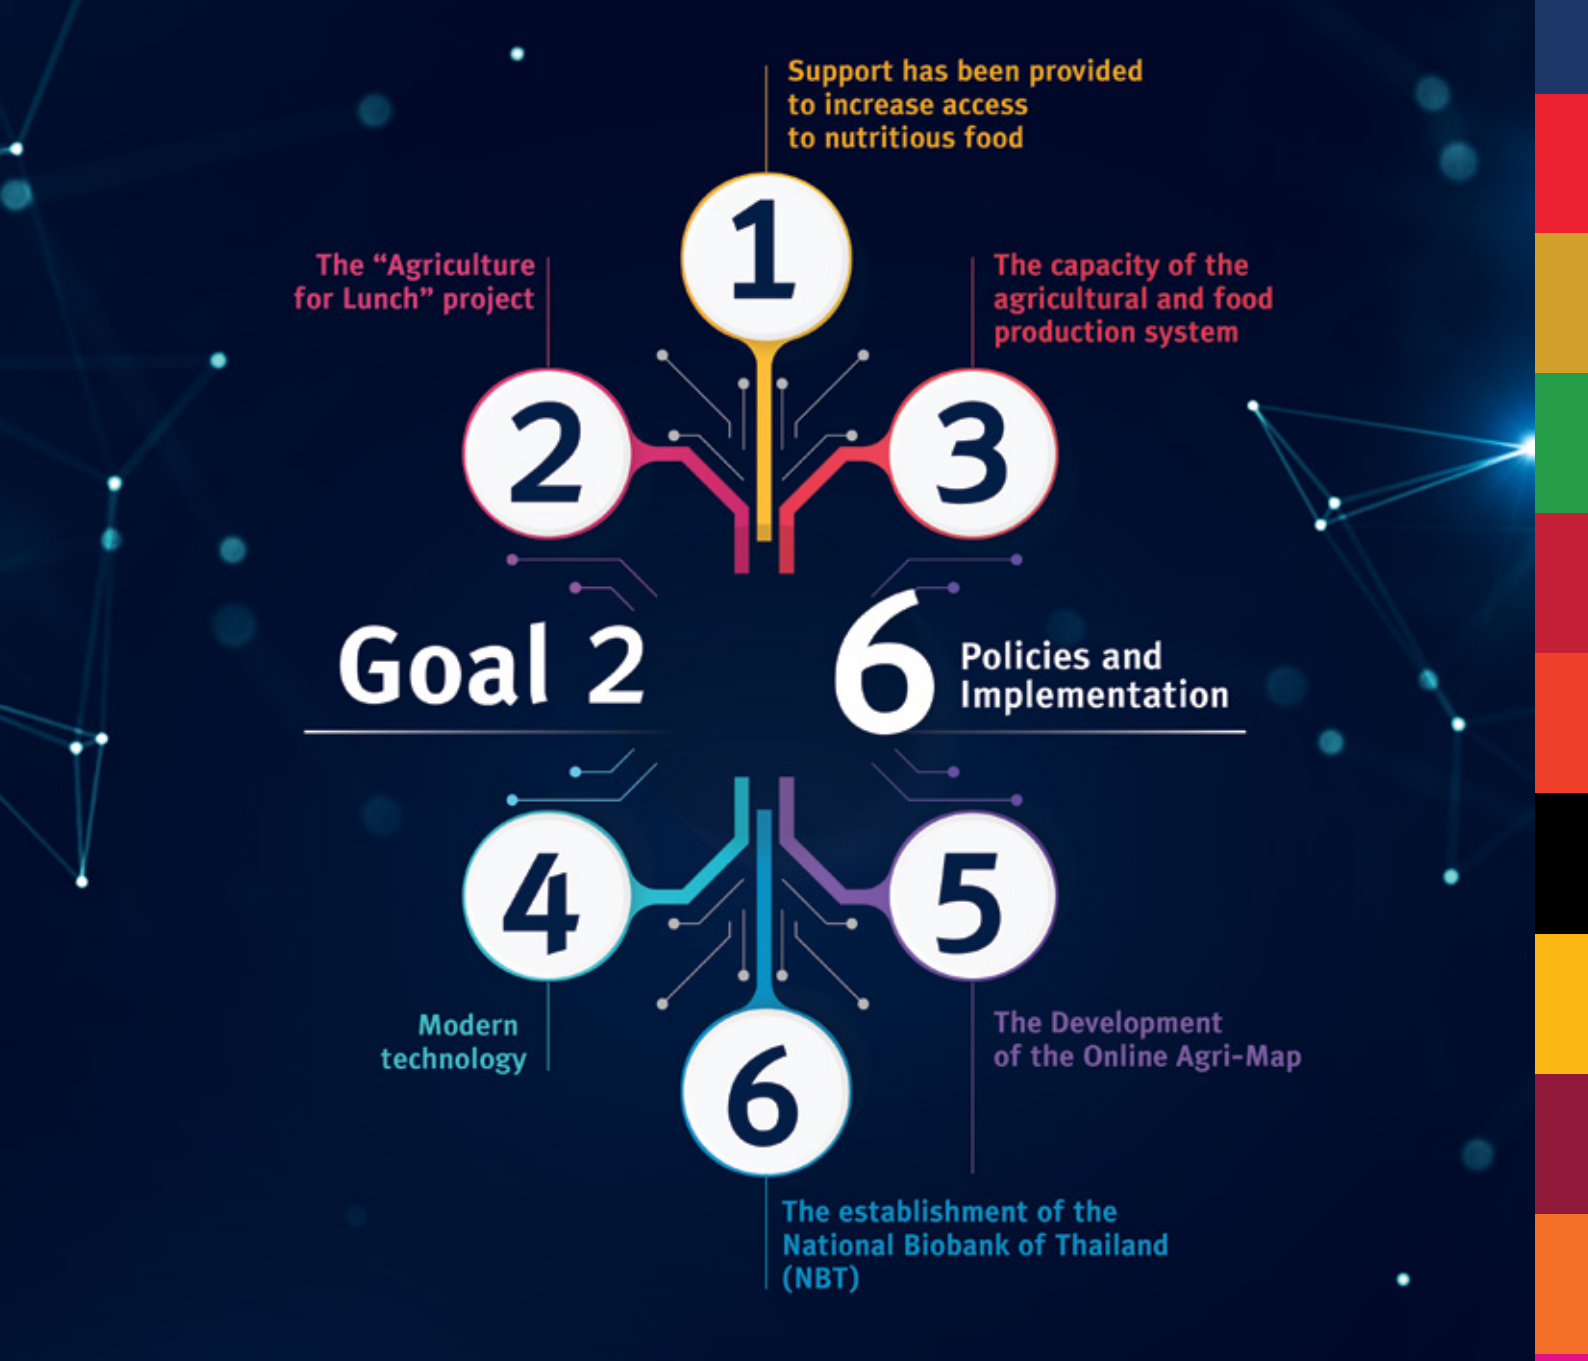 Support has been provided
to increase access
to nutritious food
1
The “Agriculture
for Lunch” project
2
The capacity of the
agricultural and food
production system
3
Goal 2
6
Policies and
Implementation
4
Modern
technology
5
The Development
of the Online Agri-Map
6
The establishment of the
National Biobank of Thailand
(NBT)